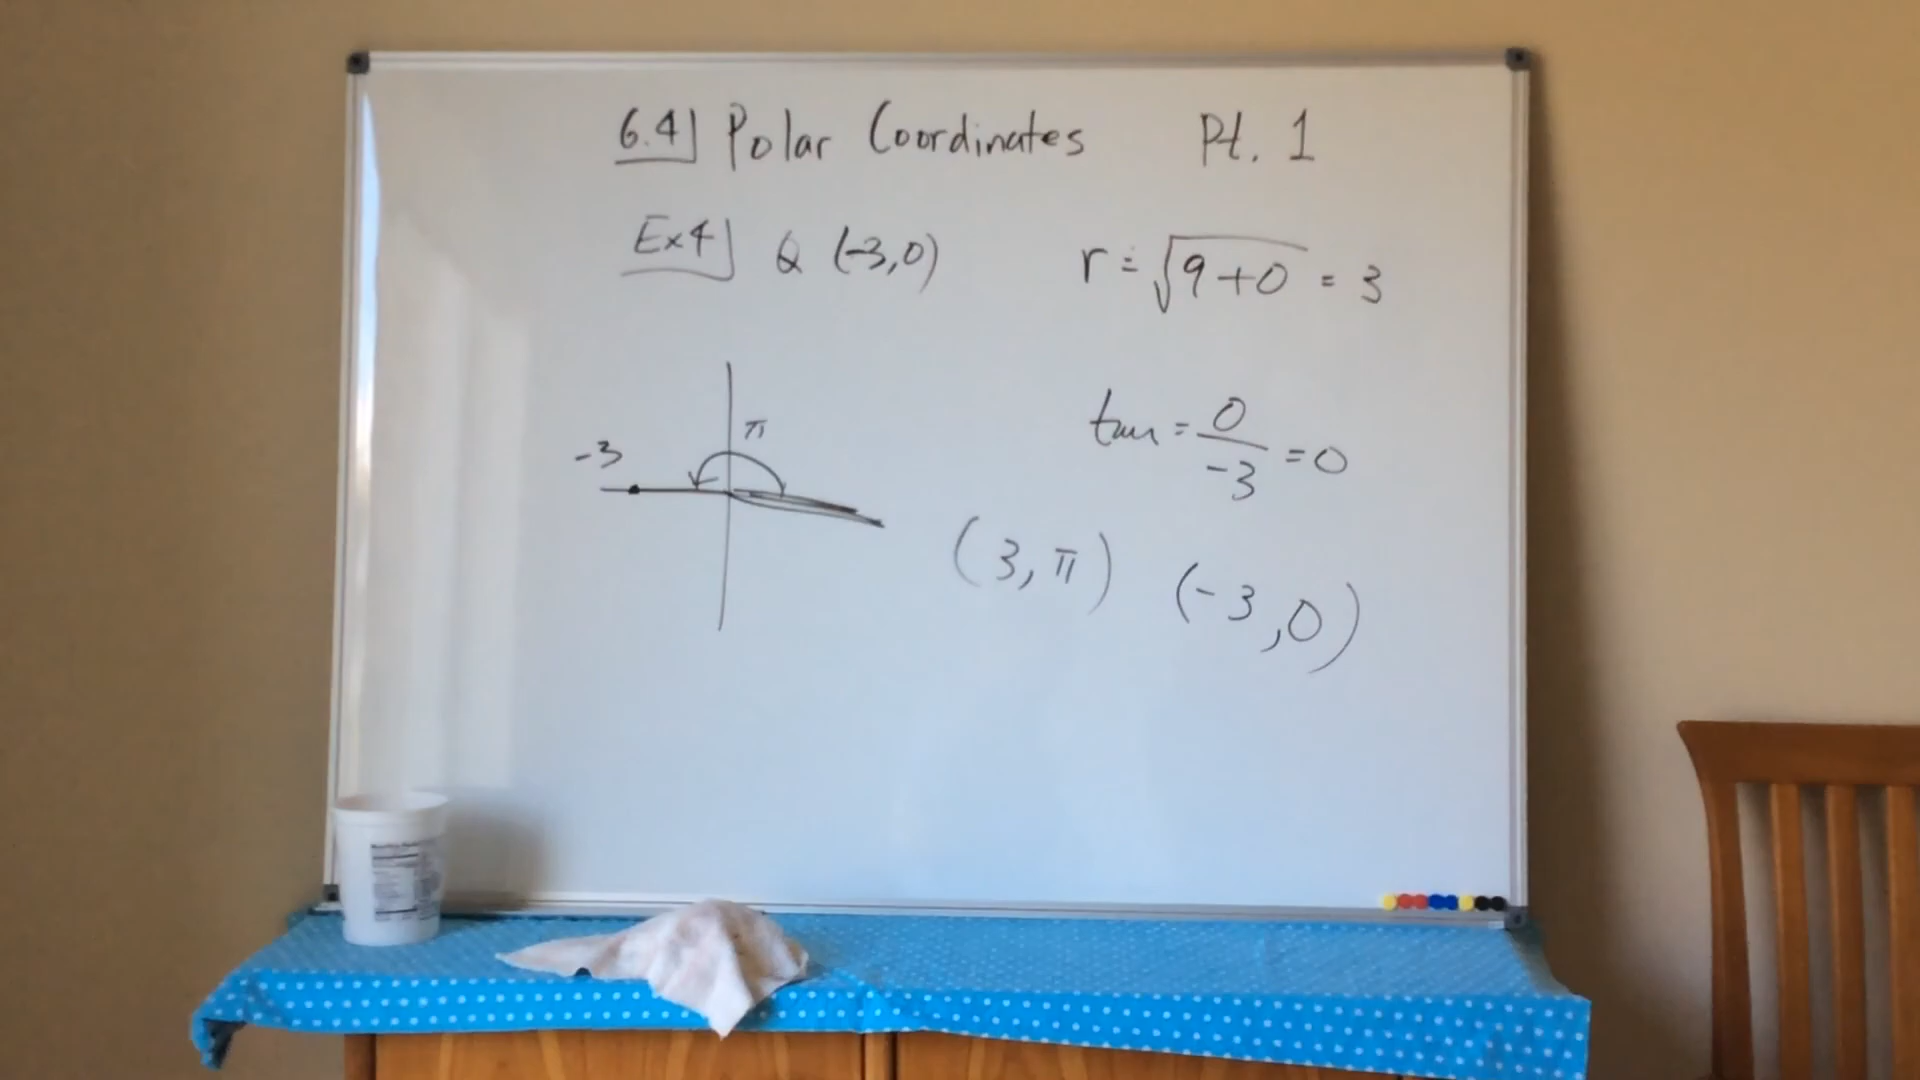 6.4] Polar Coordinates Pt. 1
Ex4] Q (-3,0)
r = √9+0 = 3
π
-3
tan = 0/-3 = 0
(3, π) (-3, 0)